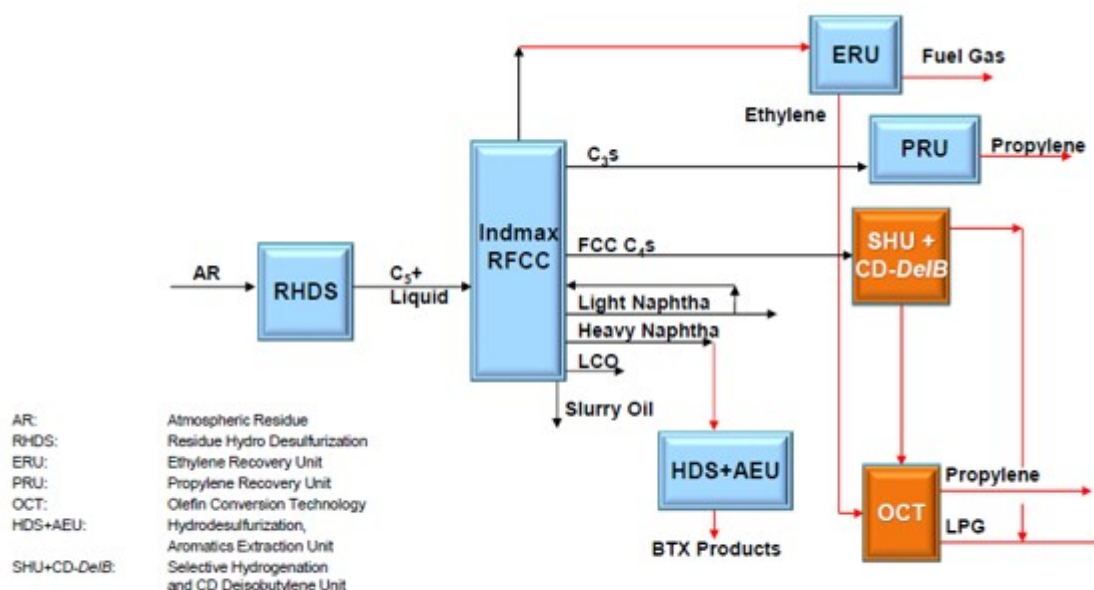 ERU
Fuel Gas
Ethylene
PRU
Propylene
C₃s
Indmax
RFCC
FCC C₄s
SHU +
CD-DeIB
AR
RHDS
C₅+
Liquid
Light Naphtha
Heavy Naphtha
LCO
Slurry Oil
HDS+AEU
BTX Products
OCT
Propylene
LPG
AR: Atmospheric Residue
RHDS: Residue Hydro Desulfurization
ERU: Ethylene Recovery Unit
PRU: Propylene Recovery Unit
OCT: Olefin Conversion Technology
HDS+AEU: Hydrodesulfurization,
Aromatics Extraction Unit
SHU+CD-DeIB: Selective Hydrogenation
and CD Deisobutylene Unit